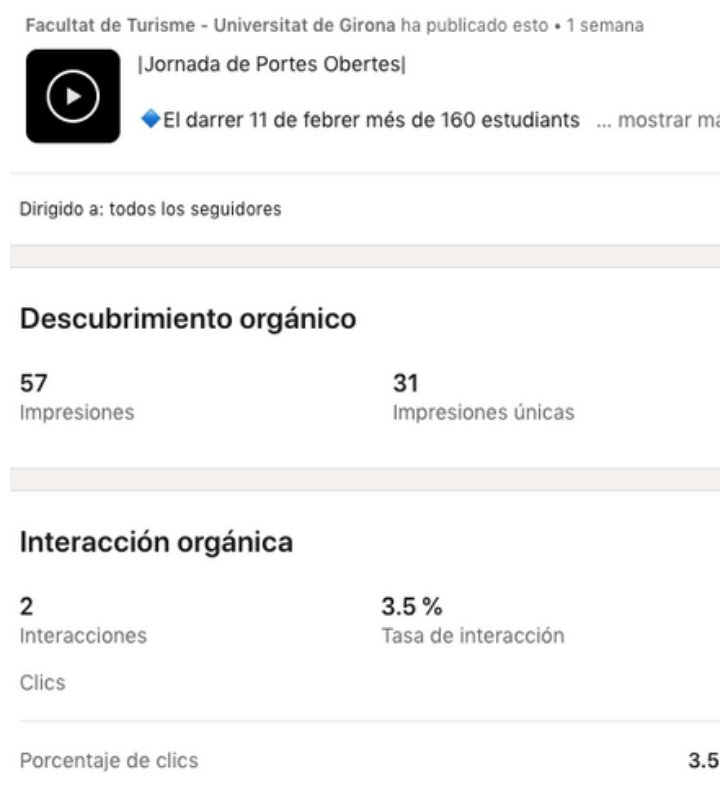 Facultat de Turisme - Universitat de Girona ha publicado esto • 1 semana
|Jornada de Portes Obertes|
🔷El darrer 11 de febrer més de 160 estudiants ... mostrar má
Dirigido a: todos los seguidores
Descubrimiento orgánico
57 31
Impresiones Impresiones únicas
Interacción orgánica
2 3.5 %
Interacciones Tasa de interacción
Clics
Porcentaje de clics 3.5